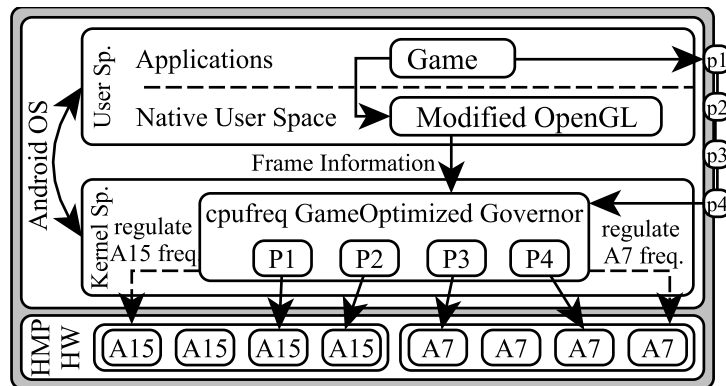 User Sp.
Applications
Game
p1
Native User Space
Modified OpenGL
p2
Android OS
Frame Information
p3
Kernel Sp.
cpufreq GameOptimized Governor
p4
regulate
A15 freq.
regulate
A7 freq.
P1 P2 P3 P4
HMP
HW
A15 A15 A15 A15 A7 A7 A7 A7